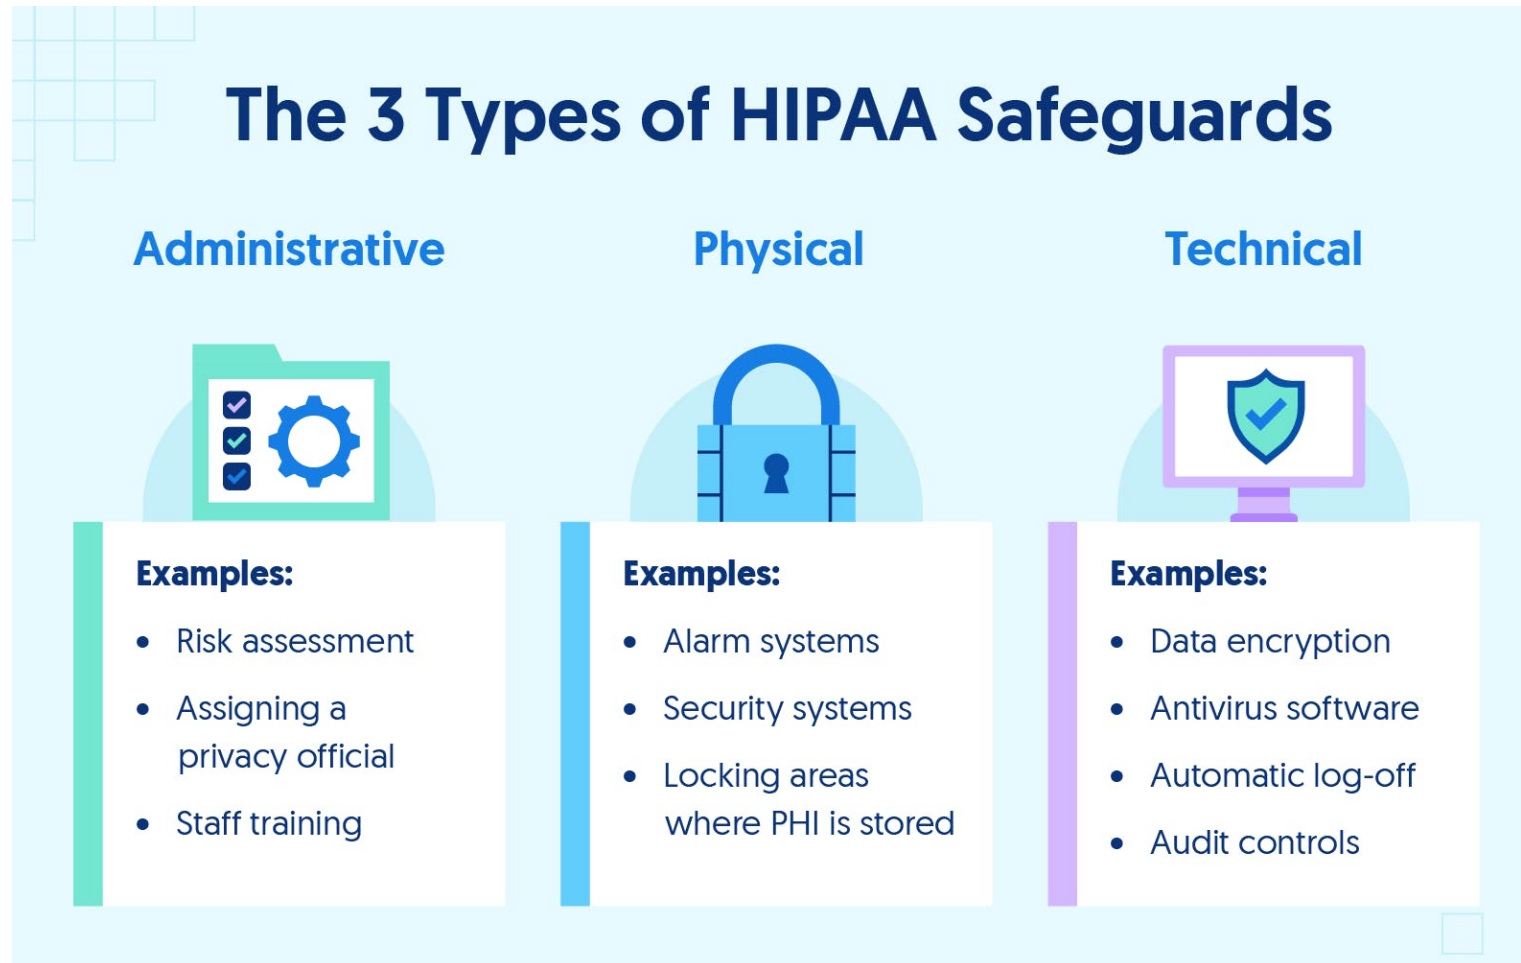 The 3 Types of HIPAA Safeguards
Administrative
Examples:
• Risk assessment
• Assigning a
privacy official
• Staff training
Physical
Examples:
• Alarm systems
• Security systems
• Locking areas
where PHI is stored
Technical
Examples:
• Data encryption
• Antivirus software
• Automatic log-off
• Audit controls